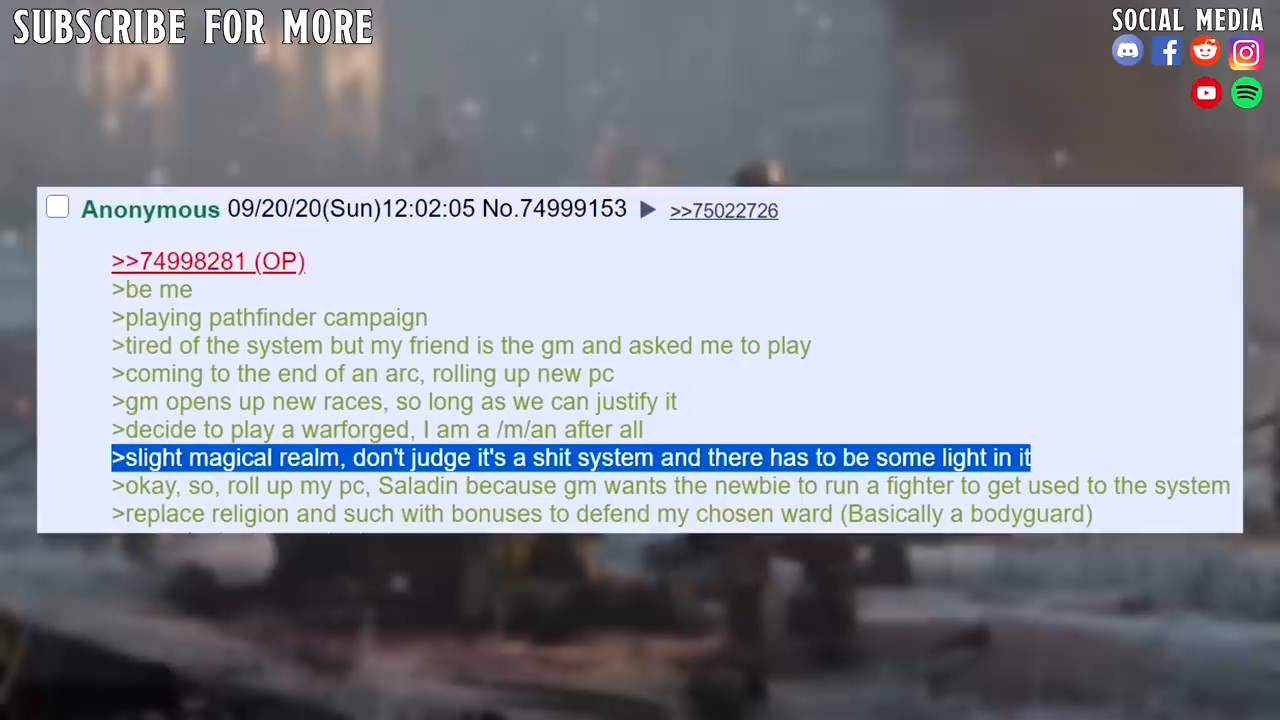 SUBSCRIBE FOR MORE
SOCIAL MEDIA
Anonymous 09/20/20(Sun)12:02:05 No.74999153 ▶ >>75022726
>>74998281 (OP)
>be me
>playing pathfinder campaign
>tired of the system but my friend is the gm and asked me to play
>coming to the end of an arc, rolling up new pc
>gm opens up new races, so long as we can justify it
>decide to play a warforged, I am a /m/an after all
>slight magical realm, don't judge it's a shit system and there has to be some light in it
>okay, so, roll up my pc, Saladin because gm wants the newbie to run a fighter to get used to the system
>replace religion and such with bonuses to defend my chosen ward (Basically a bodyguard)